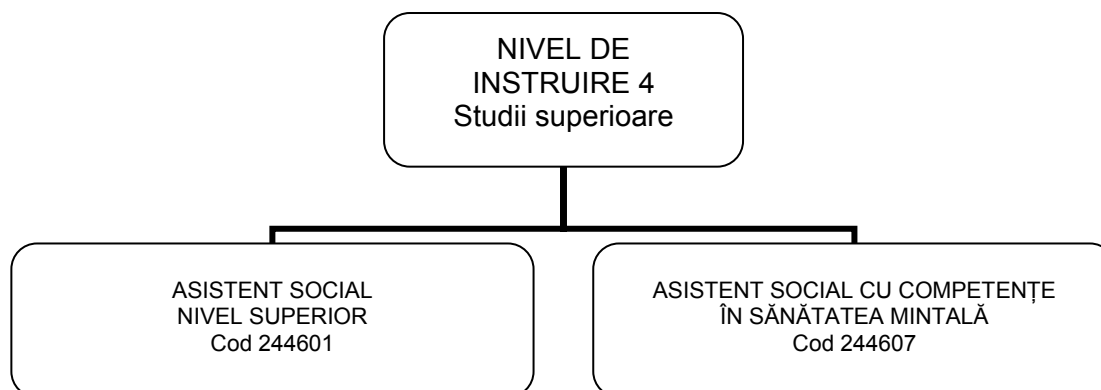 NIVEL DE
INSTRUIRE 4
Studii superioare
ASISTENT SOCIAL
NIVEL SUPERIOR
Cod 244601
ASISTENT SOCIAL CU COMPETENȚE
ÎN SĂNĂTATEA MINTALĂ
Cod 244607